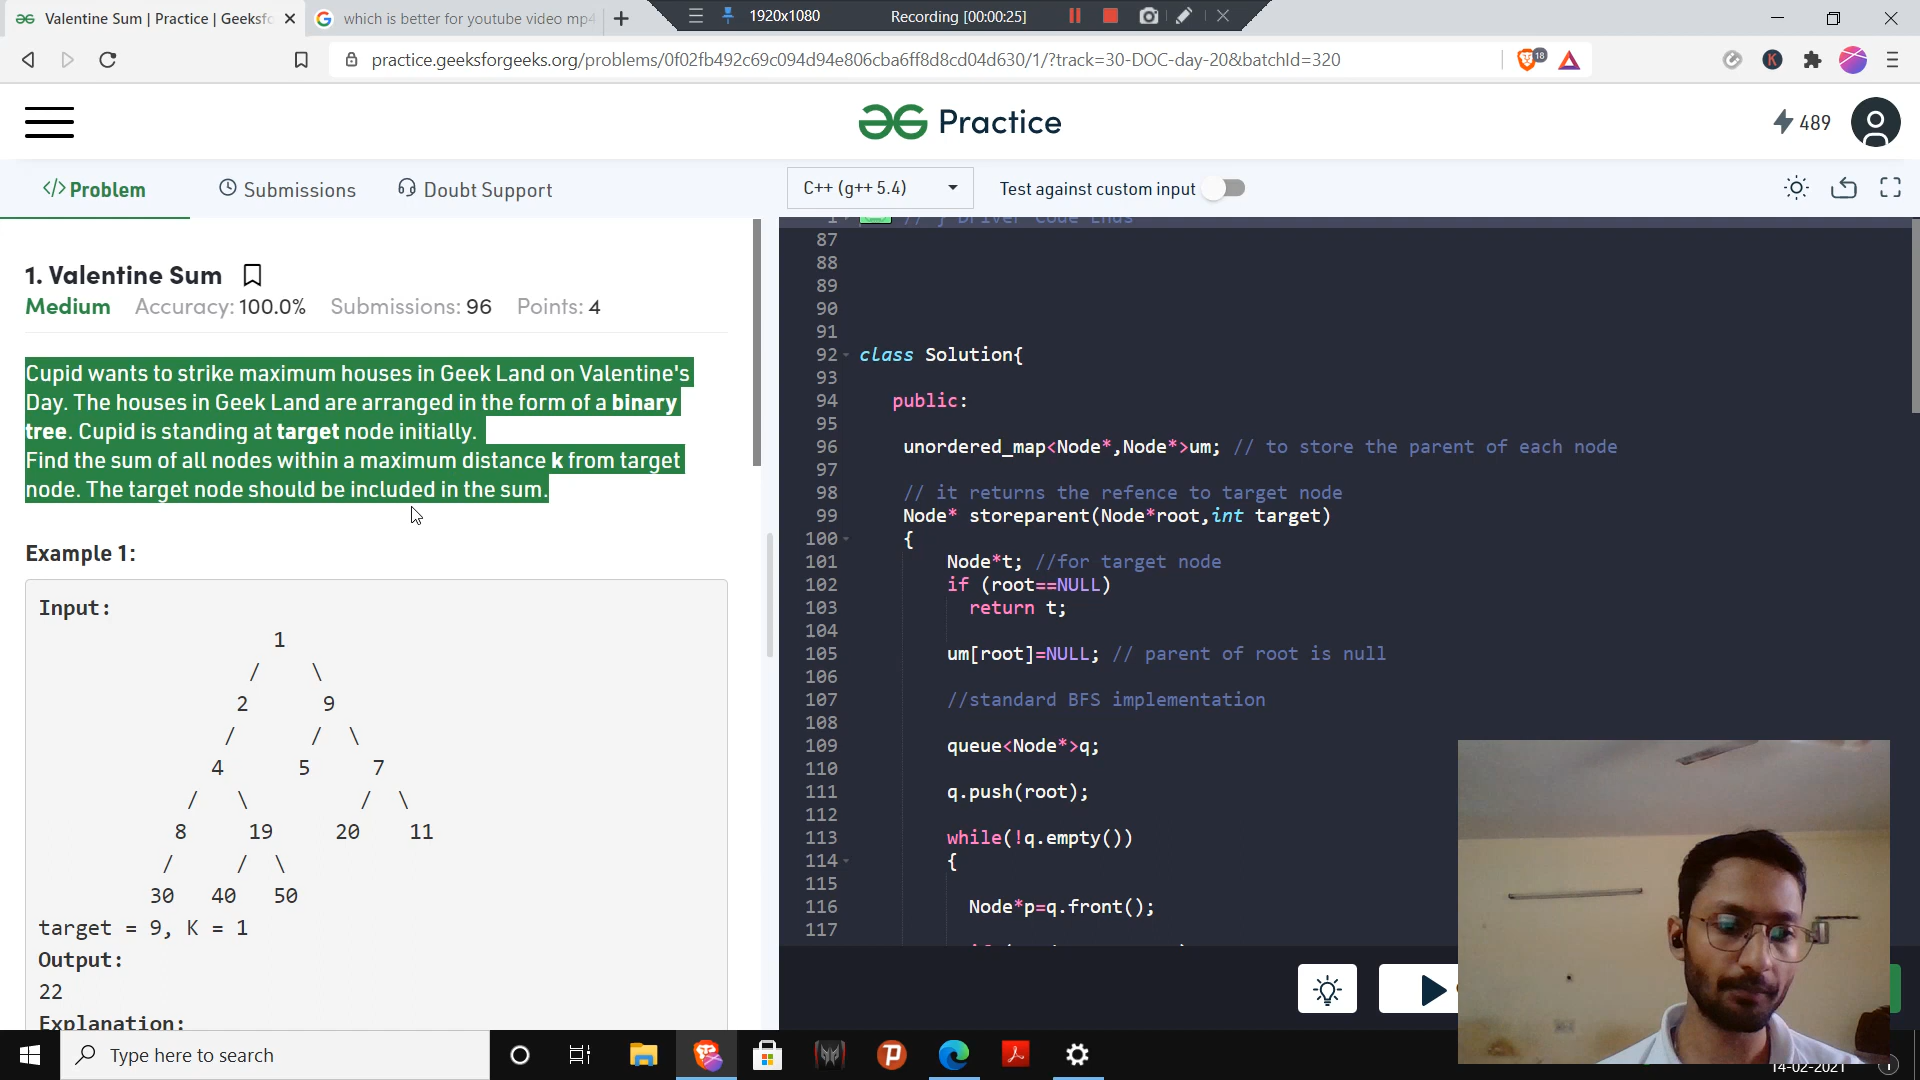 Valentine Sum | Practice | Geeksfo
which is better for youtube video mp4
1920x1080
Recording [00:00:25]
practice.geeksforgeeks.org/problems/0f02fb492c69c094d94e806cba6ff8d8cd04d630/1/?track=30-DOC-day-20&batchId=320
18
K
Practice
489
</> Problem
Submissions
Doubt Support
C++ (g++ 5.4)
Test against custom input
1. Valentine Sum
Medium Accuracy: 100.0% Submissions: 96 Points: 4
Cupid wants to strike maximum houses in Geek Land on Valentine's
Day. The houses in Geek Land are arranged in the form of a binary
tree. Cupid is standing at target node initially.
Find the sum of all nodes within a maximum distance k from target
node. The target node should be included in the sum.
Example 1:
Input:
1
/ \
2 9
/ / \
4 5 7
/ \ / \
8 19 20 11
/ / \
30 40 50
target = 9, K = 1
Output:
22
Explanation:
1 // } Driver Code Ends
87
88
89
90
91
92 class Solution{
93
94 public:
95
96 unordered_map<Node*,Node*>um; // to store the parent of each node
97
98 // it returns the refence to target node
99 Node* storeparent(Node*root,int target)
100 {
101 Node*t; //for target node
102 if (root==NULL)
103 return t;
104
105 um[root]=NULL; // parent of root is null
106
107 //standard BFS implementation
108
109 queue<Node*>q;
110
111 q.push(root);
112
113 while(!q.empty())
114 {
115
116 Node*p=q.front();
117
Type here to search
14-02-2021
1